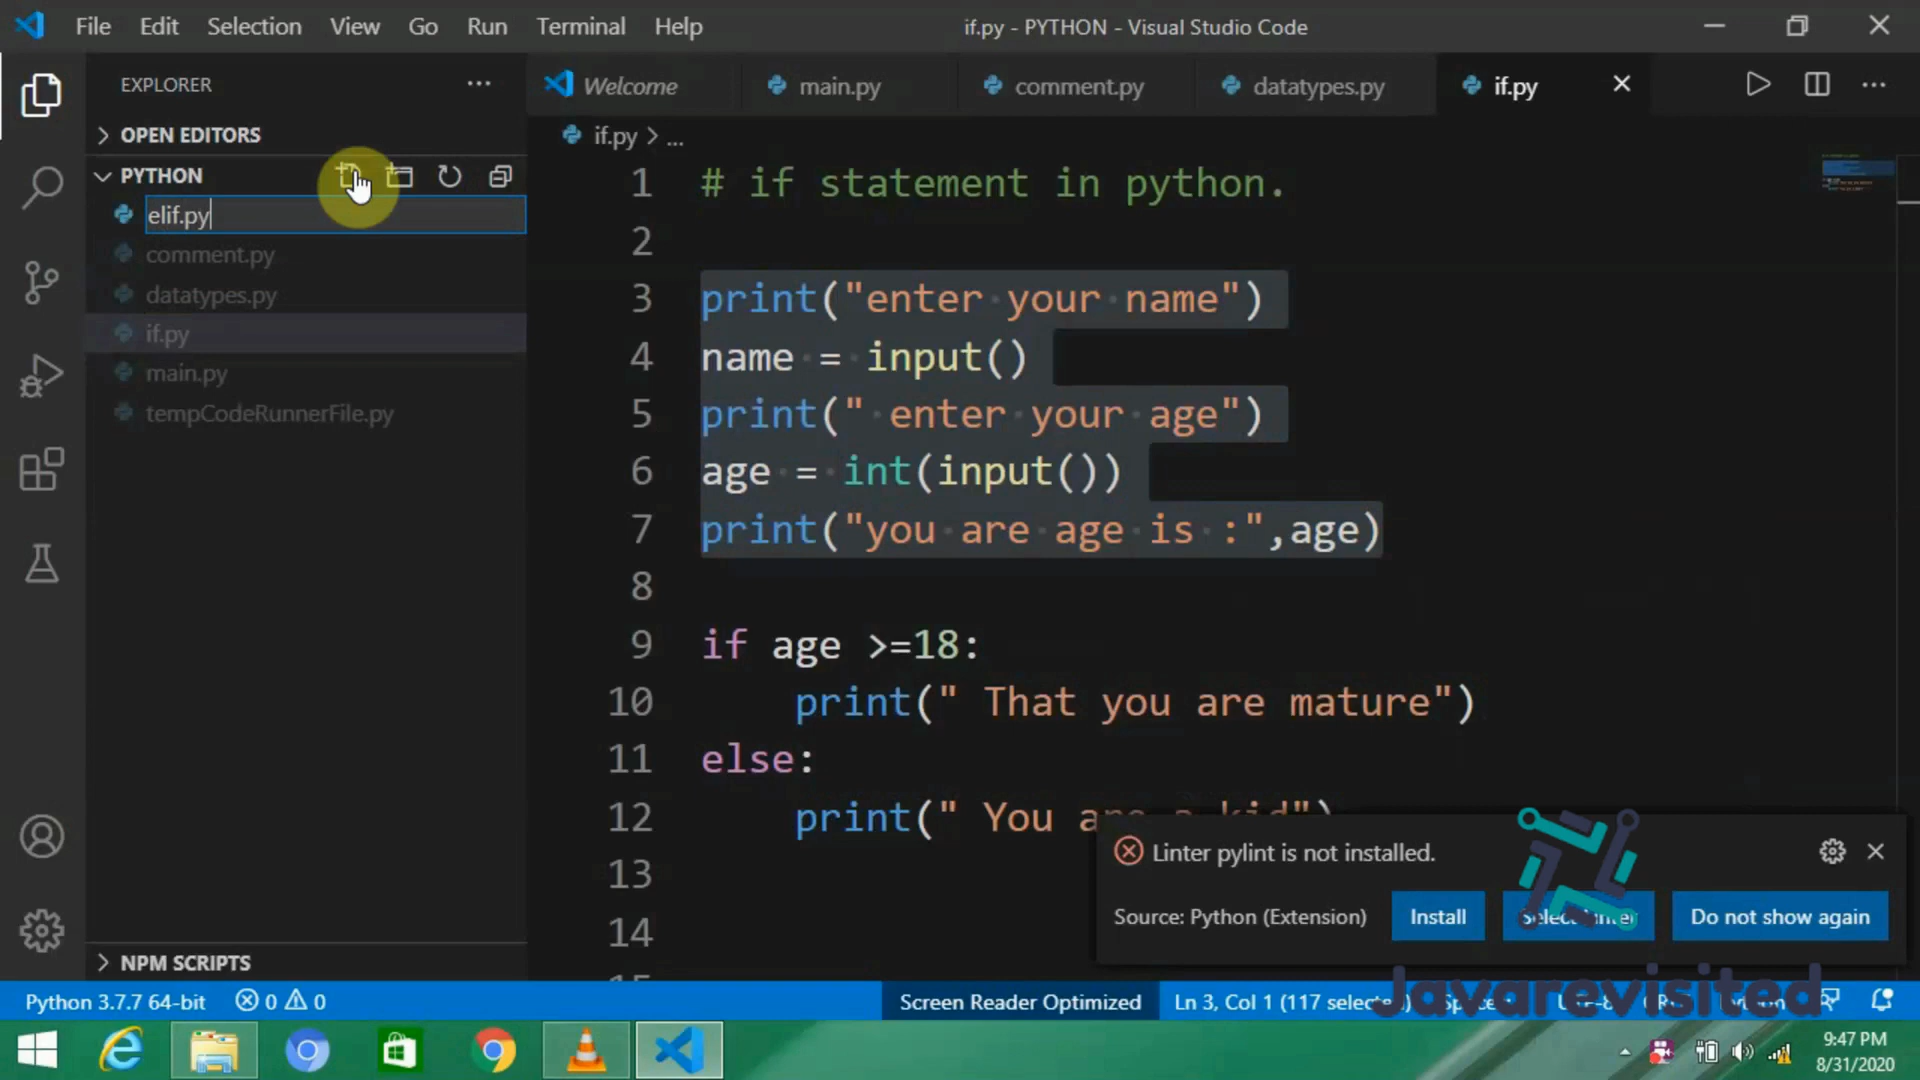 File Edit Selection View Go Run Terminal Help if.py - PYTHON - Visual Studio Code
EXPLORER
Welcome main.py comment.py datatypes.py if.py
OPEN EDITORS
if.py > ...
PYTHON
elif.py
comment.py
datatypes.py
if.py
main.py
tempCodeRunnerFile.py
1 # if statement in python.
2
3 print("enter your name")
4 name = input()
5 print(" enter your age")
6 age = int(input())
7 print("you are age is :",age)
8
9 if age >=18:
10 print(" That you are mature")
11 else:
12 print(" You are a kid")
13
14
Linter pylint is not installed.
Source: Python (Extension) Install Select Linter Do not show again
NPM SCRIPTS
Python 3.7.7 64-bit 0 0 Screen Reader Optimized Ln 3, Col 1 (117 selected) UTF-8 CRLF Python
Javarevisited
9:47 PM
8/31/2020